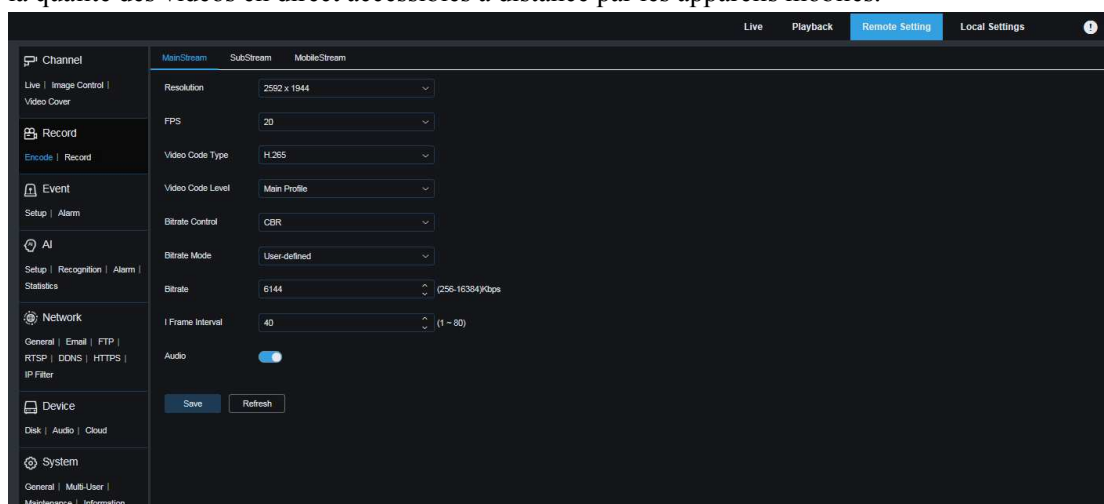 la qualité des vidéos en direct accessibles à distance par les appareils mobiles.
Live Playback Remote Setting Local Settings
Channel
Live | Image Control |
Video Cover
Record
Encode | Record
Event
Setup | Alarm
AI
Setup | Recognition | Alarm |
Statistics
Network
General | Email | FTP |
RTSP | DDNS | HTTPS |
IP Filter
Device
Disk | Audio | Cloud
System
General | Multi-User |
Maintenance | Information
MainStream SubStream MobileStream
Resolution 2592 x 1944
FPS 20
Video Code Type H.265
Video Code Level Main Profile
Bitrate Control CBR
Bitrate Mode User-defined
Bitrate 6144 (256-16384)Kbps
I Frame Interval 40 (1 ~ 80)
Audio
Save Refresh